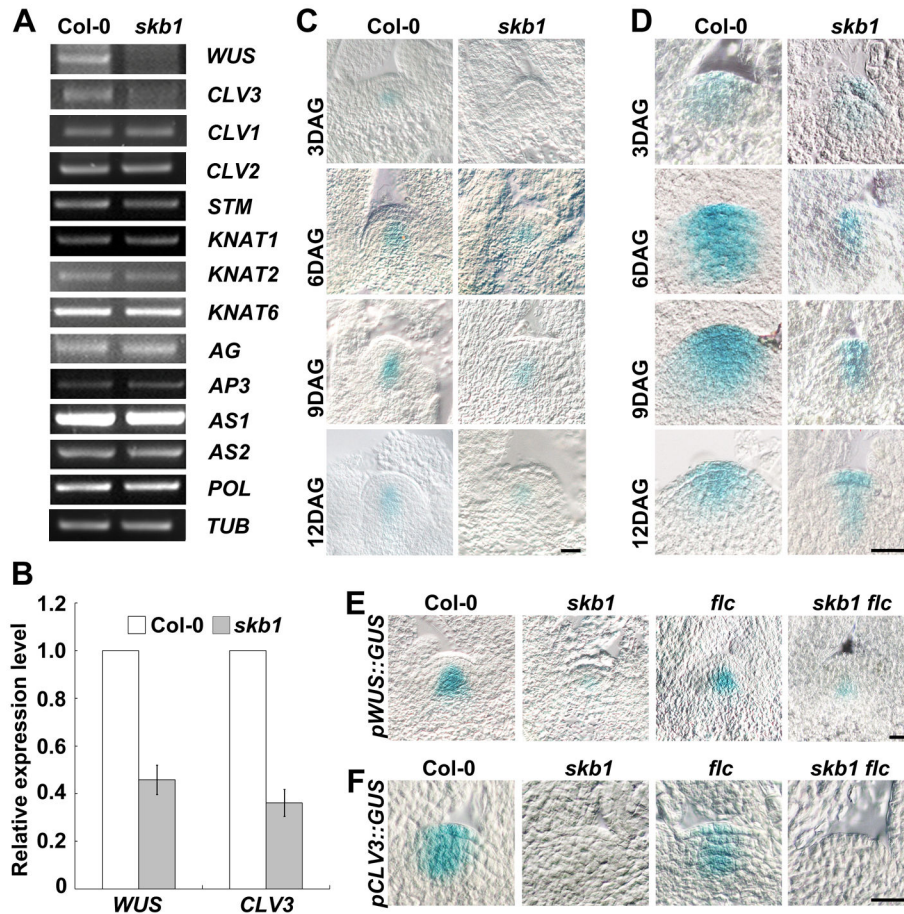 A
Col-0 skb1
WUS
CLV3
CLV1
CLV2
STM
KNAT1
KNAT2
KNAT6
AG
AP3
AS1
AS2
POL
TUB
B
Relative expression level
1.2
1.0
0.8
0.6
0.4
0.2
0
Col-0 skb1
WUS CLV3
C
Col-0 skb1
3DAG
6DAG
9DAG
12DAG
D
Col-0 skb1
3DAG
6DAG
9DAG
12DAG
E
Col-0 skb1 flc skb1 flc
pWUS::GUS
F
Col-0 skb1 flc skb1 flc
pCLV3::GUS